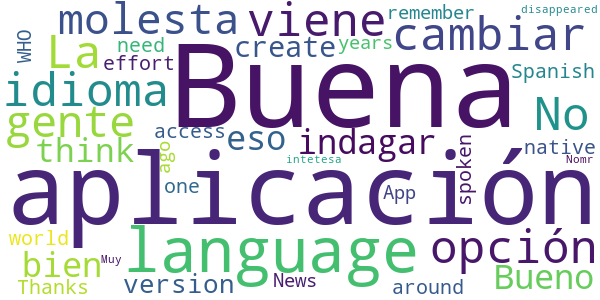 disappeared
molesta viene remember
WHO need create years cambiar
La effort Buena Spanish
idioma No
gente eso indagar
access native
think ago one intetesa spoken Nomr
aplicación
App
world language opción
bien Muy
Thanks version News around Bueno